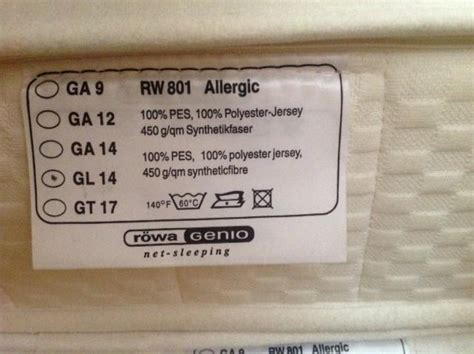 GA 9 RW 801 Allergic
GA 12 100% PES, 100% Polyester-Jersey
450 g/qm Synthetikfaser
GA 14 100% PES, 100% polyester jersey,
GL 14 450 g/qm syntheticfibre
GT 17 140°F 60°C
röwa GENIO
net-sleeping
GA 9 RW 801 Allergic